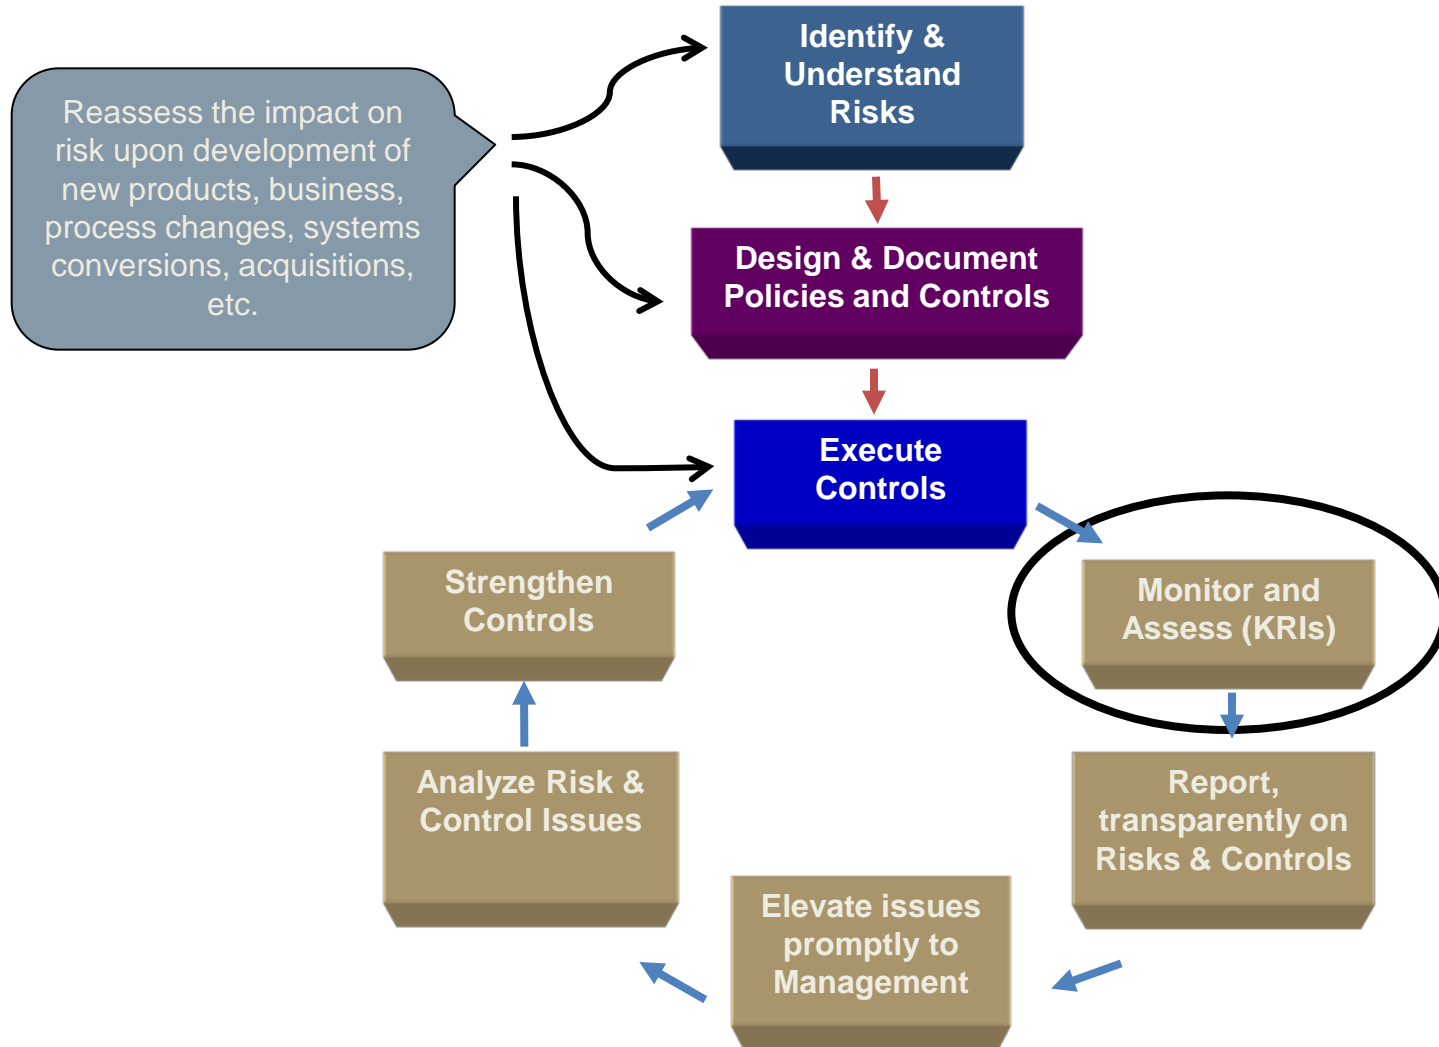 Identify &
Understand
Risks
Reassess the impact on
risk upon development of
new products, business,
process changes, systems
conversions, acquisitions,
etc.
Design & Document
Policies and Controls
Execute
Controls
Strengthen
Controls
Monitor and
Assess (KRIs)
Analyze Risk &
Control Issues
Report,
transparently on
Risks & Controls
Elevate issues
promptly to
Management